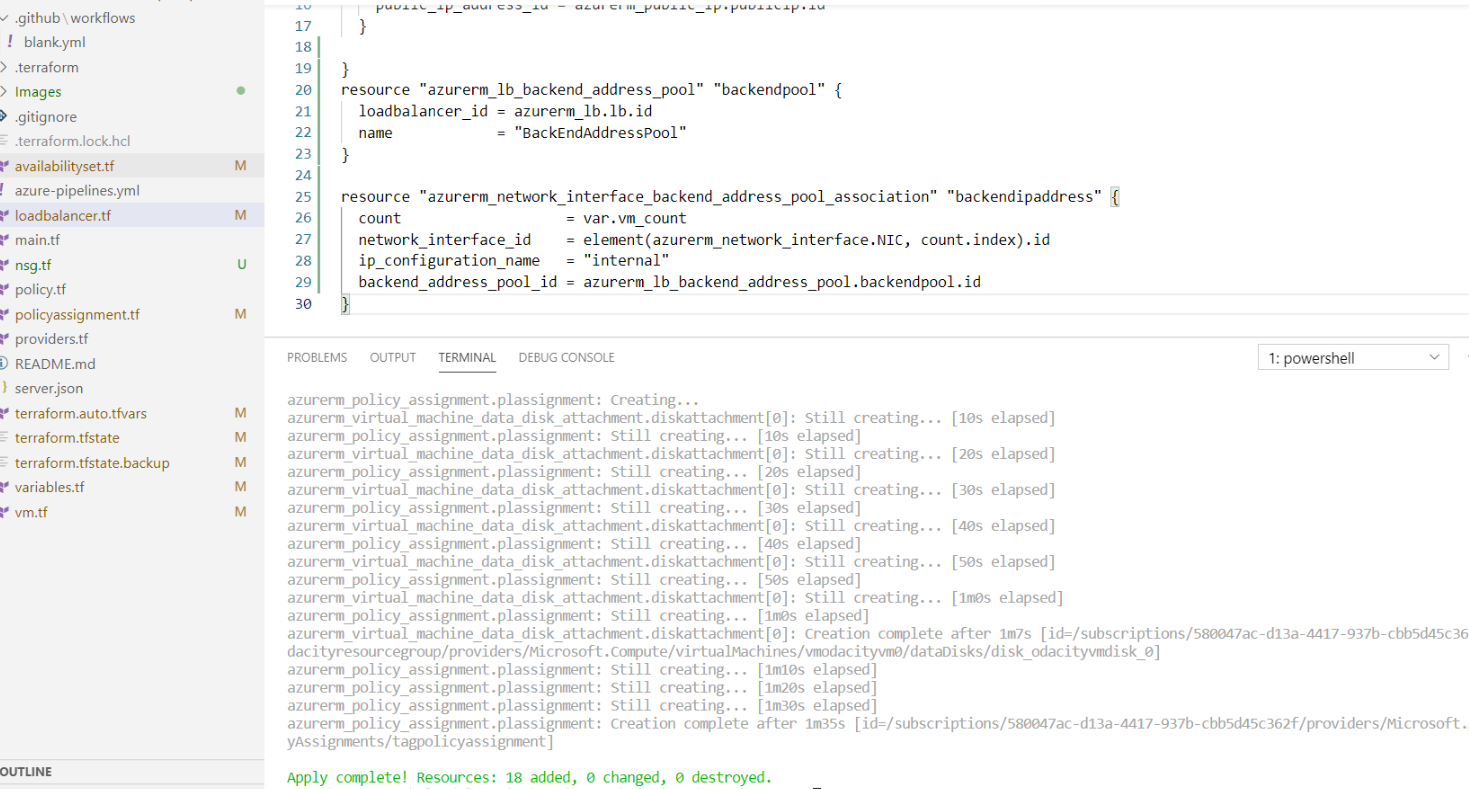 .github\workflows
! blank.yml
.terraform
Images
.gitignore
.terraform.lock.hcl
availabilityset.tf M
! azure-pipelines.yml
loadbalancer.tf M
main.tf
nsg.tf U
policy.tf
policyassignment.tf M
providers.tf
README.md
server.json
terraform.auto.tfvars M
terraform.tfstate M
terraform.tfstate.backup M
variables.tf M
vm.tf M
OUTLINE
16 public_ip_address_id = azurerm_public_ip.publicip.id
17 }
18
19 }
20 resource "azurerm_lb_backend_address_pool" "backendpool" {
21 loadbalancer_id = azurerm_lb.lb.id
22 name = "BackEndAddressPool"
23 }
24
25 resource "azurerm_network_interface_backend_address_pool_association" "backendipaddress" {
26 count = var.vm_count
27 network_interface_id = element(azurerm_network_interface.NIC, count.index).id
28 ip_configuration_name = "internal"
29 backend_address_pool_id = azurerm_lb_backend_address_pool.backendpool.id
30 }
PROBLEMS OUTPUT TERMINAL DEBUG CONSOLE 1: powershell
azurerm_policy_assignment.plassignment: Creating...
azurerm_virtual_machine_data_disk_attachment.diskattachment[0]: Still creating... [10s elapsed]
azurerm_policy_assignment.plassignment: Still creating... [10s elapsed]
azurerm_virtual_machine_data_disk_attachment.diskattachment[0]: Still creating... [20s elapsed]
azurerm_policy_assignment.plassignment: Still creating... [20s elapsed]
azurerm_virtual_machine_data_disk_attachment.diskattachment[0]: Still creating... [30s elapsed]
azurerm_policy_assignment.plassignment: Still creating... [30s elapsed]
azurerm_virtual_machine_data_disk_attachment.diskattachment[0]: Still creating... [40s elapsed]
azurerm_policy_assignment.plassignment: Still creating... [40s elapsed]
azurerm_virtual_machine_data_disk_attachment.diskattachment[0]: Still creating... [50s elapsed]
azurerm_policy_assignment.plassignment: Still creating... [50s elapsed]
azurerm_virtual_machine_data_disk_attachment.diskattachment[0]: Still creating... [1m0s elapsed]
azurerm_policy_assignment.plassignment: Still creating... [1m0s elapsed]
azurerm_virtual_machine_data_disk_attachment.diskattachment[0]: Creation complete after 1m7s [id=/subscriptions/580047ac-d13a-4417-937b-cbb5d45c36
dacityresourcegroup/providers/Microsoft.Compute/virtualMachines/vmodacityvm0/dataDisks/disk_odacityvmdisk_0]
azurerm_policy_assignment.plassignment: Still creating... [1m10s elapsed]
azurerm_policy_assignment.plassignment: Still creating... [1m20s elapsed]
azurerm_policy_assignment.plassignment: Still creating... [1m30s elapsed]
azurerm_policy_assignment.plassignment: Creation complete after 1m35s [id=/subscriptions/580047ac-d13a-4417-937b-cbb5d45c362f/providers/Microsoft.
yAssignments/tagpolicyassignment]
Apply complete! Resources: 18 added, 0 changed, 0 destroyed.